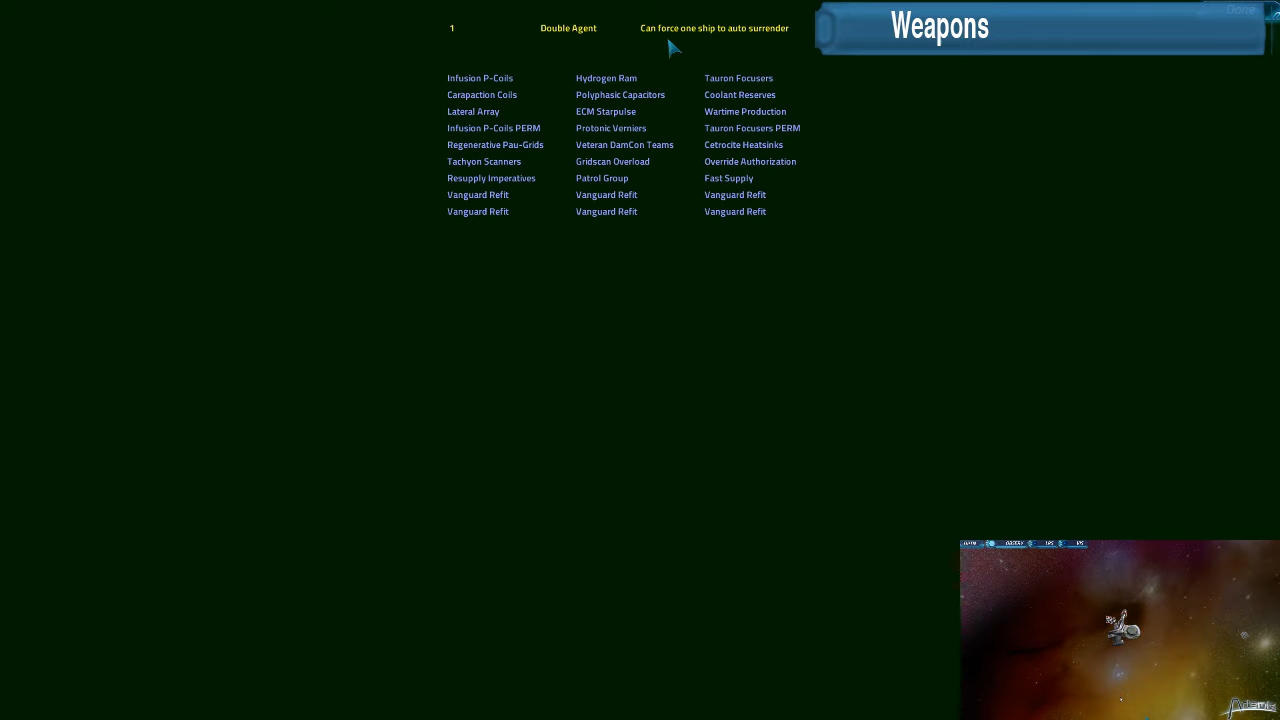 1 Double Agent Can force one ship to auto surrender
Weapons
Done
Infusion P-Coils Hydrogen Ram Tauron Focusers
Carapaction Coils Polyphasic Capacitors Coolant Reserves
Lateral Array ECM Starpulse Wartime Production
Infusion P-Coils PERM Protonic Verniers Tauron Focusers PERM
Regenerative Pau-Grids Veteran DamCon Teams Cetrocite Heatsinks
Tachyon Scanners Gridscan Overload Override Authorization
Resupply Imperatives Patrol Group Fast Supply
Vanguard Refit Vanguard Refit Vanguard Refit
Vanguard Refit Vanguard Refit Vanguard Refit
LRS